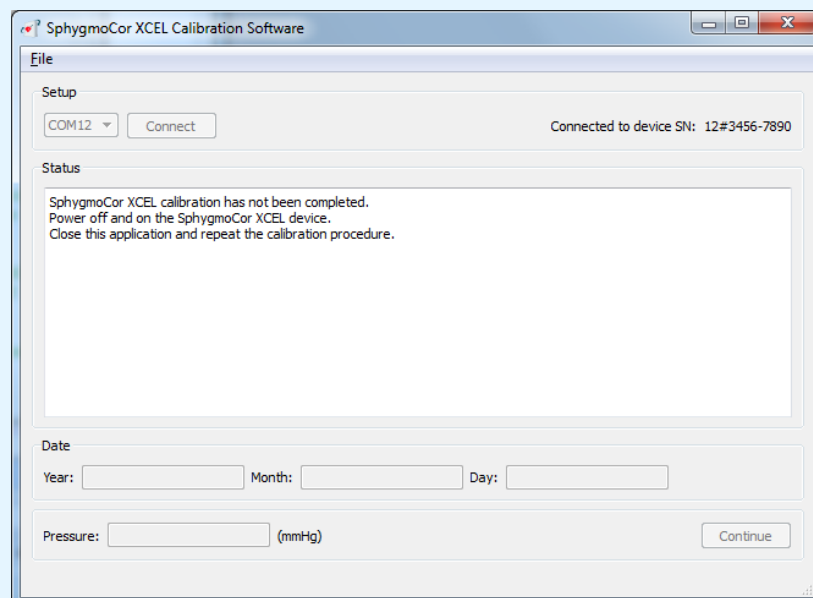 SphygmoCor XCEL Calibration Software
File
Setup
COM12 Connect Connected to device SN: 12#3456-7890
Status
SphygmoCor XCEL calibration has not been completed.
Power off and on the SphygmoCor XCEL device.
Close this application and repeat the calibration procedure.
Date
Year: Month: Day:
Pressure: (mmHg) Continue